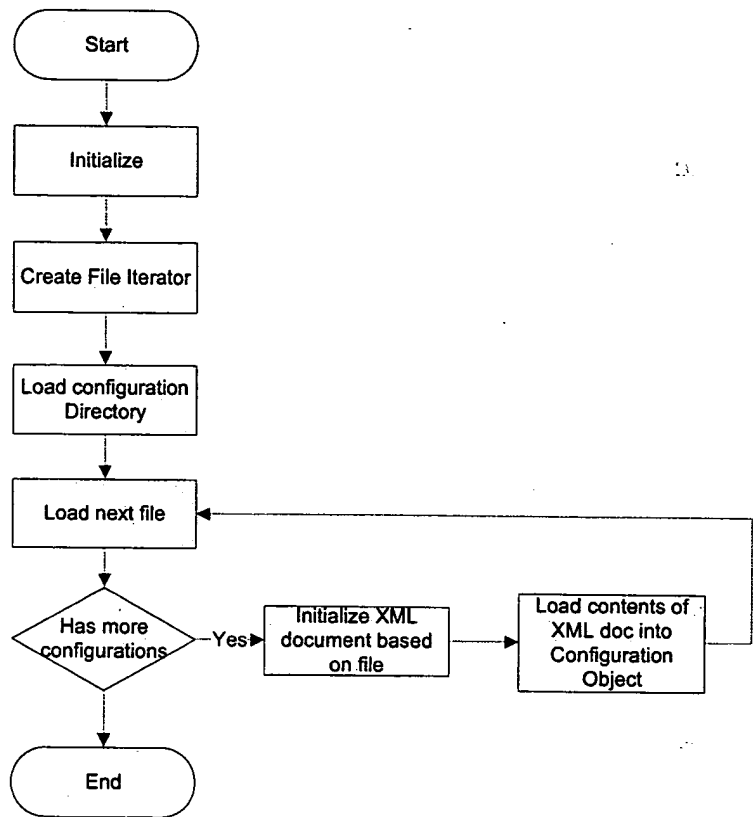 Start
Initialize
Create File Iterator
Load configuration
Directory
Load next file
Has more
configurations
Yes
Initialize XML
document based
on file
Load contents of
XML doc into
Configuration
Object
End